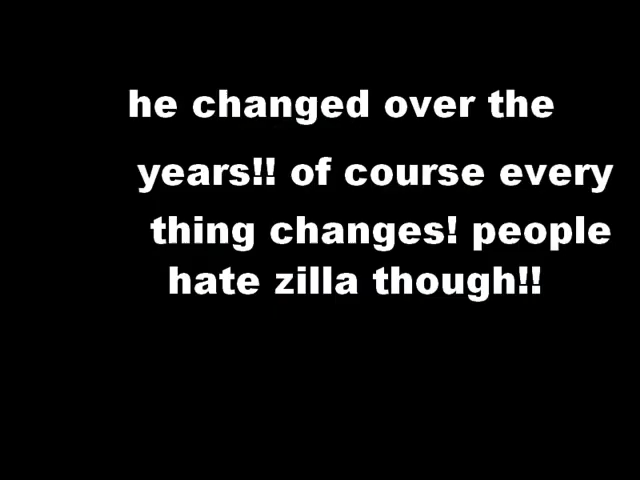 he changed over the
years!! of course every
thing changes! people
hate zilla though!!